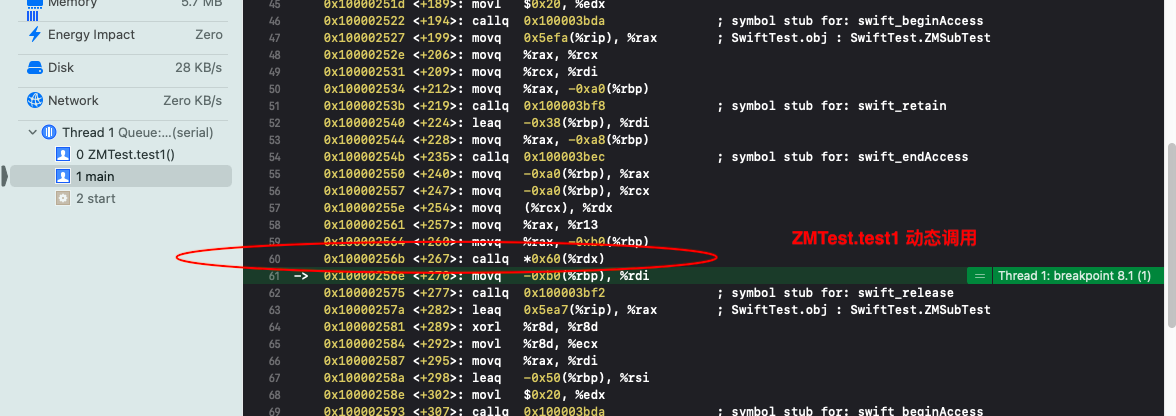 Memory 5.7 MB
Energy Impact Zero
Disk 28 KB/s
Network Zero KB/s
Thread 1 Queue:...(serial)
0 ZMTest.test1()
1 main
2 start
45 0x10000251d <+189>: movl $0x20, %edx
46 0x100002522 <+194>: callq 0x100003bda ; symbol stub for: swift_beginAccess
47 0x100002527 <+199>: movq 0x5efa(%rip), %rax ; SwiftTest.obj : SwiftTest.ZMSubTest
48 0x10000252e <+206>: movq %rax, %rcx
49 0x100002531 <+209>: movq %rcx, %rdi
50 0x100002534 <+212>: movq %rax, -0xa0(%rbp)
51 0x10000253b <+219>: callq 0x100003bf8 ; symbol stub for: swift_retain
52 0x100002540 <+224>: leaq -0x38(%rbp), %rdi
53 0x100002544 <+228>: movq %rax, -0xa8(%rbp)
54 0x10000254b <+235>: callq 0x100003bec ; symbol stub for: swift_endAccess
55 0x100002550 <+240>: movq -0xa0(%rbp), %rax
56 0x100002557 <+247>: movq -0xa0(%rbp), %rcx
57 0x10000255e <+254>: movq (%rcx), %rdx
58 0x100002561 <+257>: movq %rax, %r13
59 0x100002564 <+260>: movq %rax, -0xb0(%rbp)
ZMTest.test1 动态调用
60 0x10000256b <+267>: callq *0x60(%rdx)
61 -> 0x10000256e <+270>: movq -0xb0(%rbp), %rdi = Thread 1: breakpoint 8.1 (1)
62 0x100002575 <+277>: callq 0x100003bf2 ; symbol stub for: swift_release
63 0x10000257a <+282>: leaq 0x5ea7(%rip), %rax ; SwiftTest.obj : SwiftTest.ZMSubTest
64 0x100002581 <+289>: xorl %r8d, %r8d
65 0x100002584 <+292>: movl %r8d, %ecx
66 0x100002587 <+295>: movq %rax, %rdi
67 0x10000258a <+298>: leaq -0x50(%rbp), %rsi
68 0x10000258e <+302>: movl $0x20, %edx
69 0x100002593 <+307>: callq 0x100003bda ; symbol stub for: swift_beginAccess